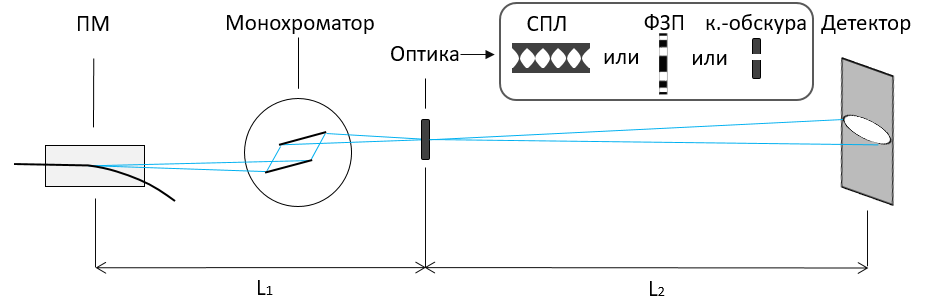 ПМ
Монохроматор
Оптика
СПЛ
ФЗП
к.-обскура
или
или
Детектор
L1
L2